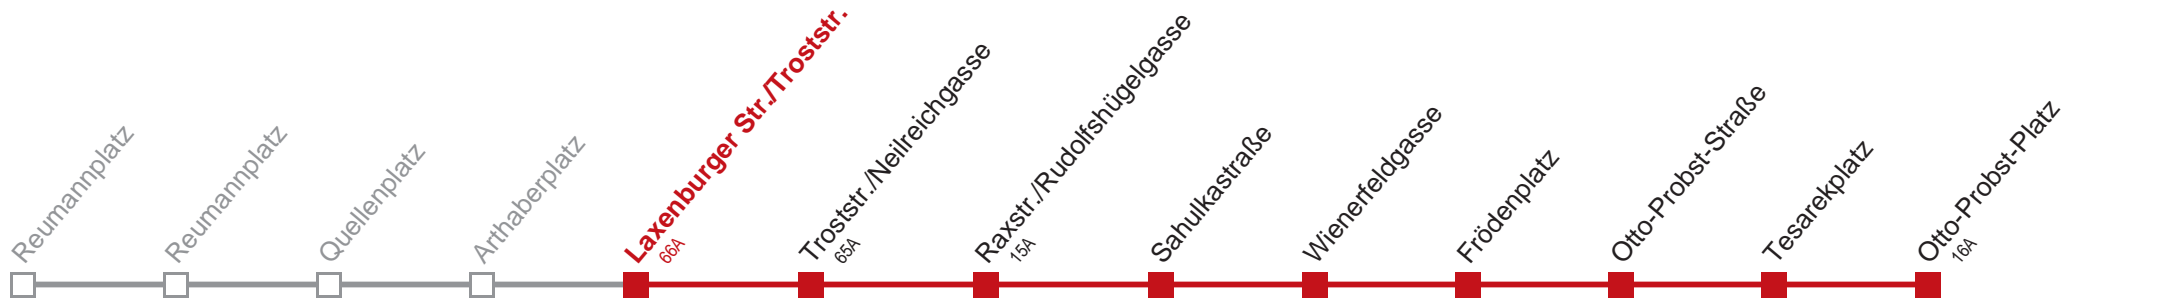 Reumannplatz
Reumannplatz
Quellenplatz
Arthaberplatz
Laxenburger Str./Troststr.
66A
Troststr./Neilreichgasse
65A
Raxstr./Rudolfshügelgasse
15A
Sahulkastraße
Wienerfeldgasse
Frödenplatz
Otto-Probst-Straße
Tesarekplatz
Otto-Probst-Platz
16A